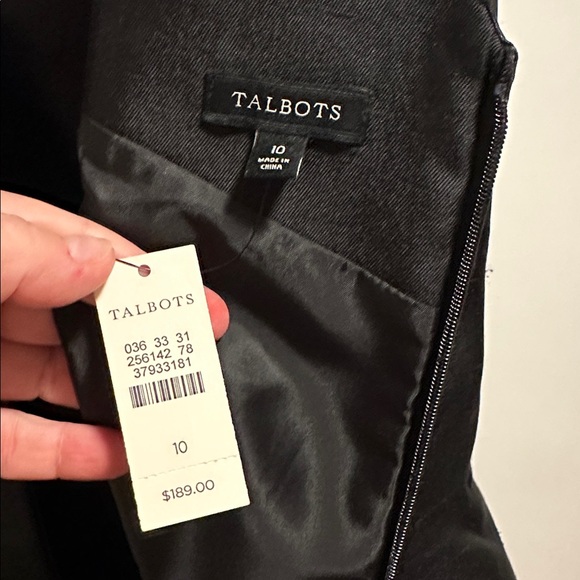 TALBOTS
10
MADE IN
CHINA
TALBOTS
036 33 31
256142 78
37933181
10
$189.00